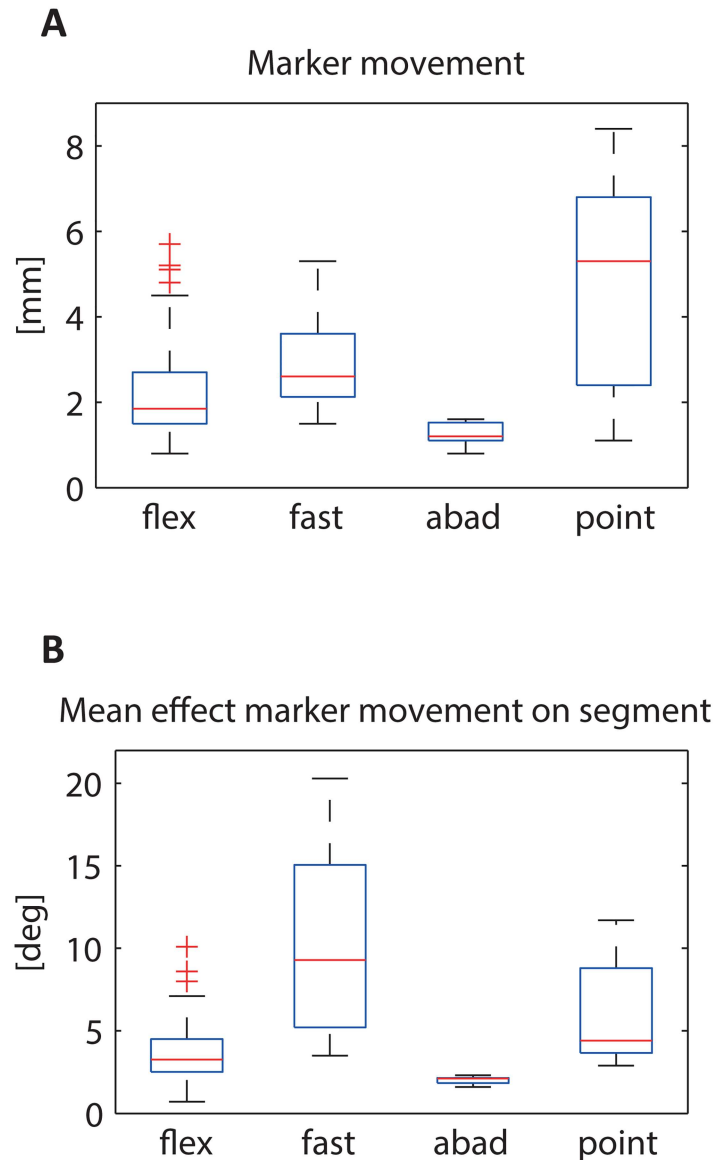 A
Marker movement
[mm]
8
6
4
2
0
flex fast abad point
B
Mean effect marker movement on segment
[deg]
20
15
10
5
0
flex fast abad point